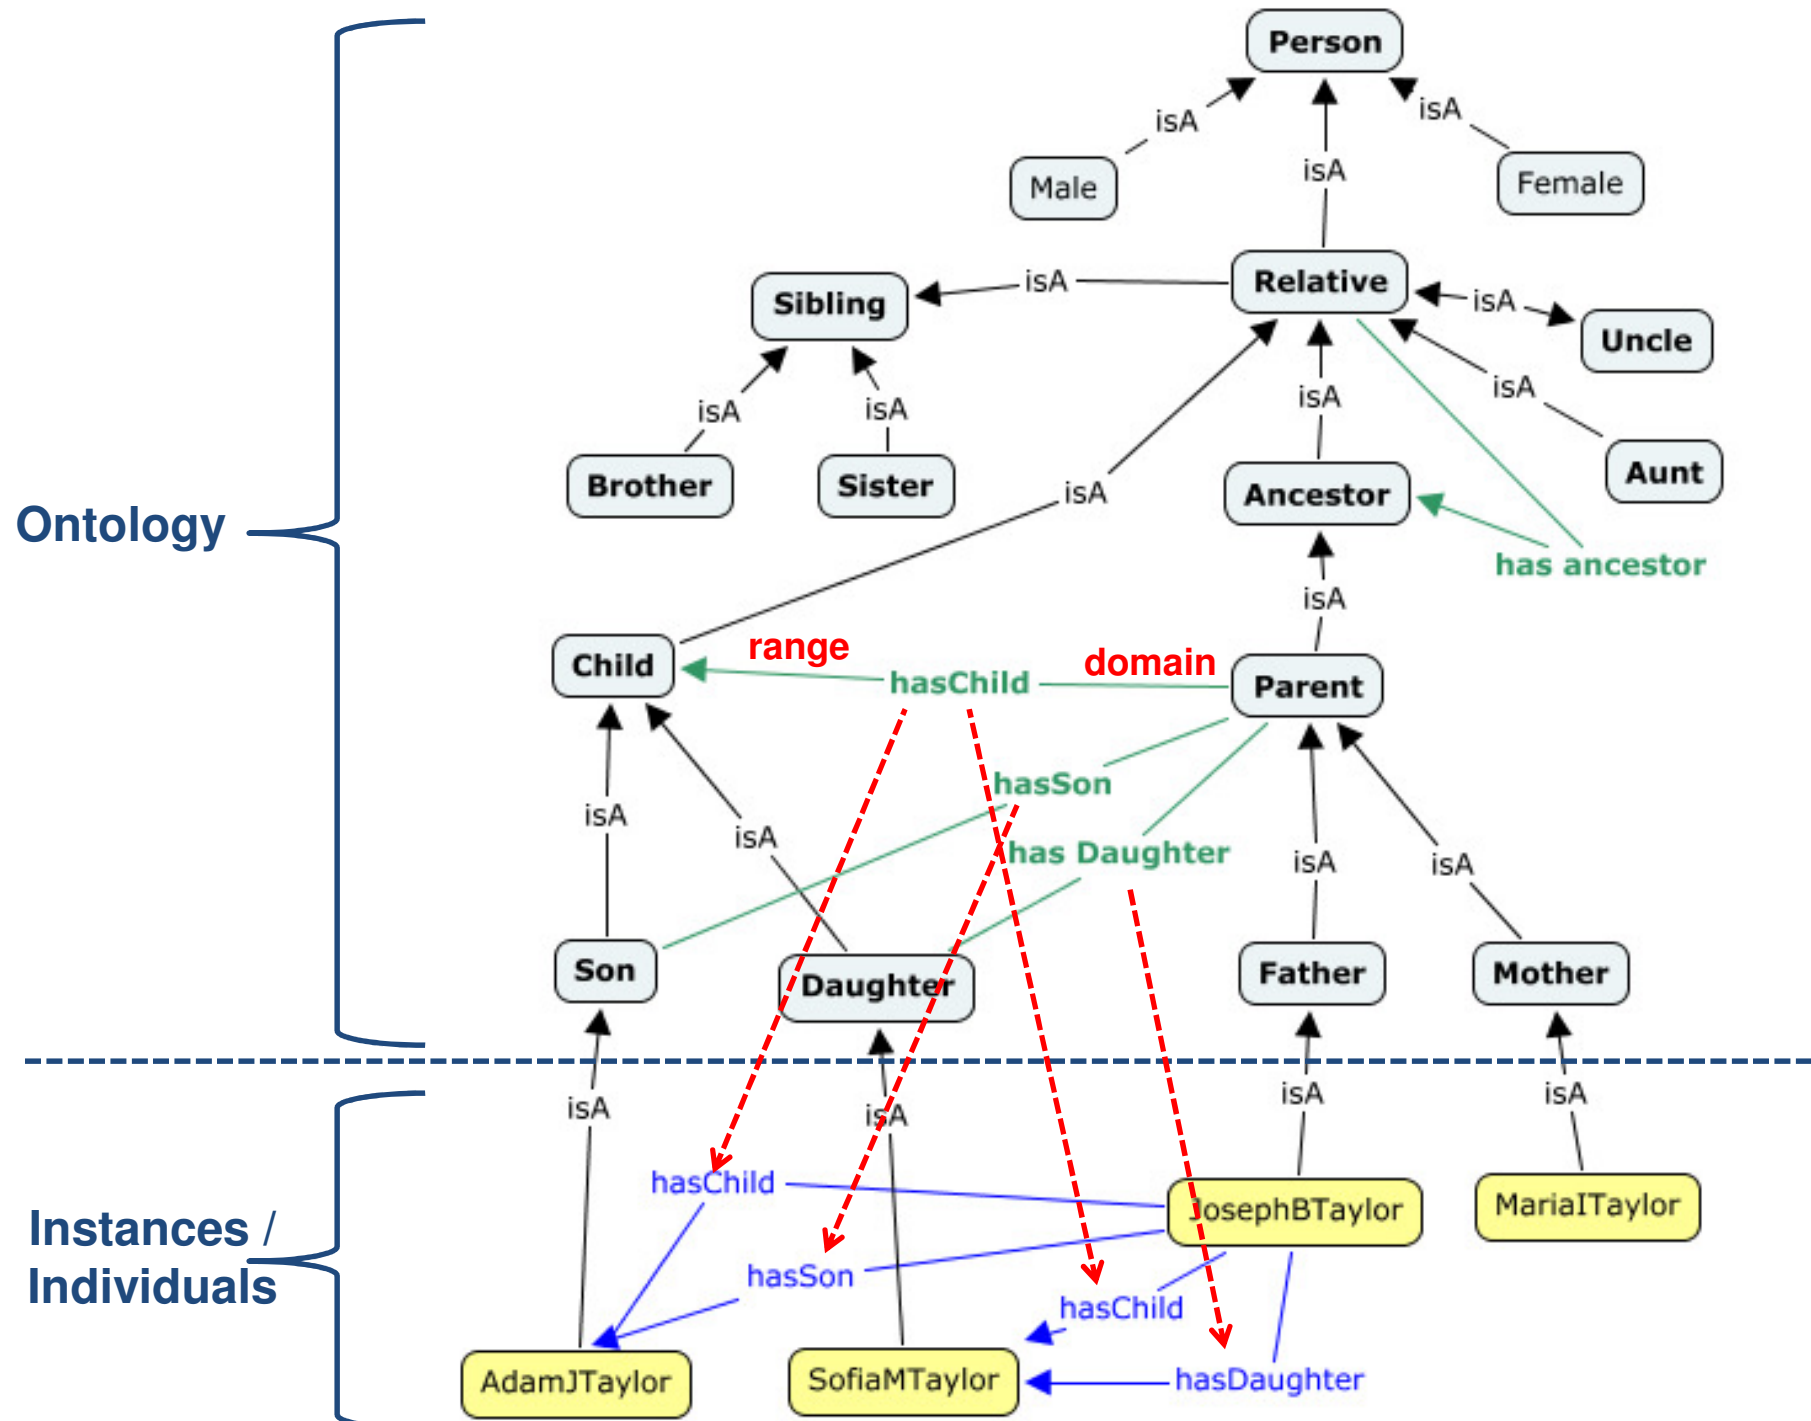 Person
isA
isA
isA
Male
Female
Sibling
isA
Relative
isA
Uncle
isA
isA
isA
isA
Brother
Sister
isA
Ancestor
Aunt
Ontology
has ancestor
isA
Child
range
hasChild
domain
Parent
hasSon
isA
isA
has Daughter
isA
isA
Son
Daughter
Father
Mother
isA
isA
isA
isA
hasChild
JosephBTaylor
MariaITaylor
Instances /
Individuals
hasSon
hasChild
AdamJTaylor
SofiaMTaylor
hasDaughter